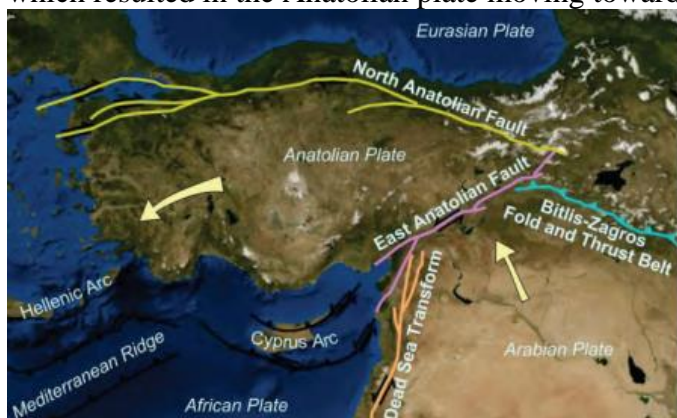 which resulted in the Anatolian plate moving toward
Eurasian Plate
North Anatolian Fault
Anatolian Plate
East Anatolian Fault
Bitlis-Zagros
Fold and Thrust Belt
Hellenic Arc
Cyprus Arc
Dead Sea Transform
Arabian Plate
Mediterranean Ridge
African Plate